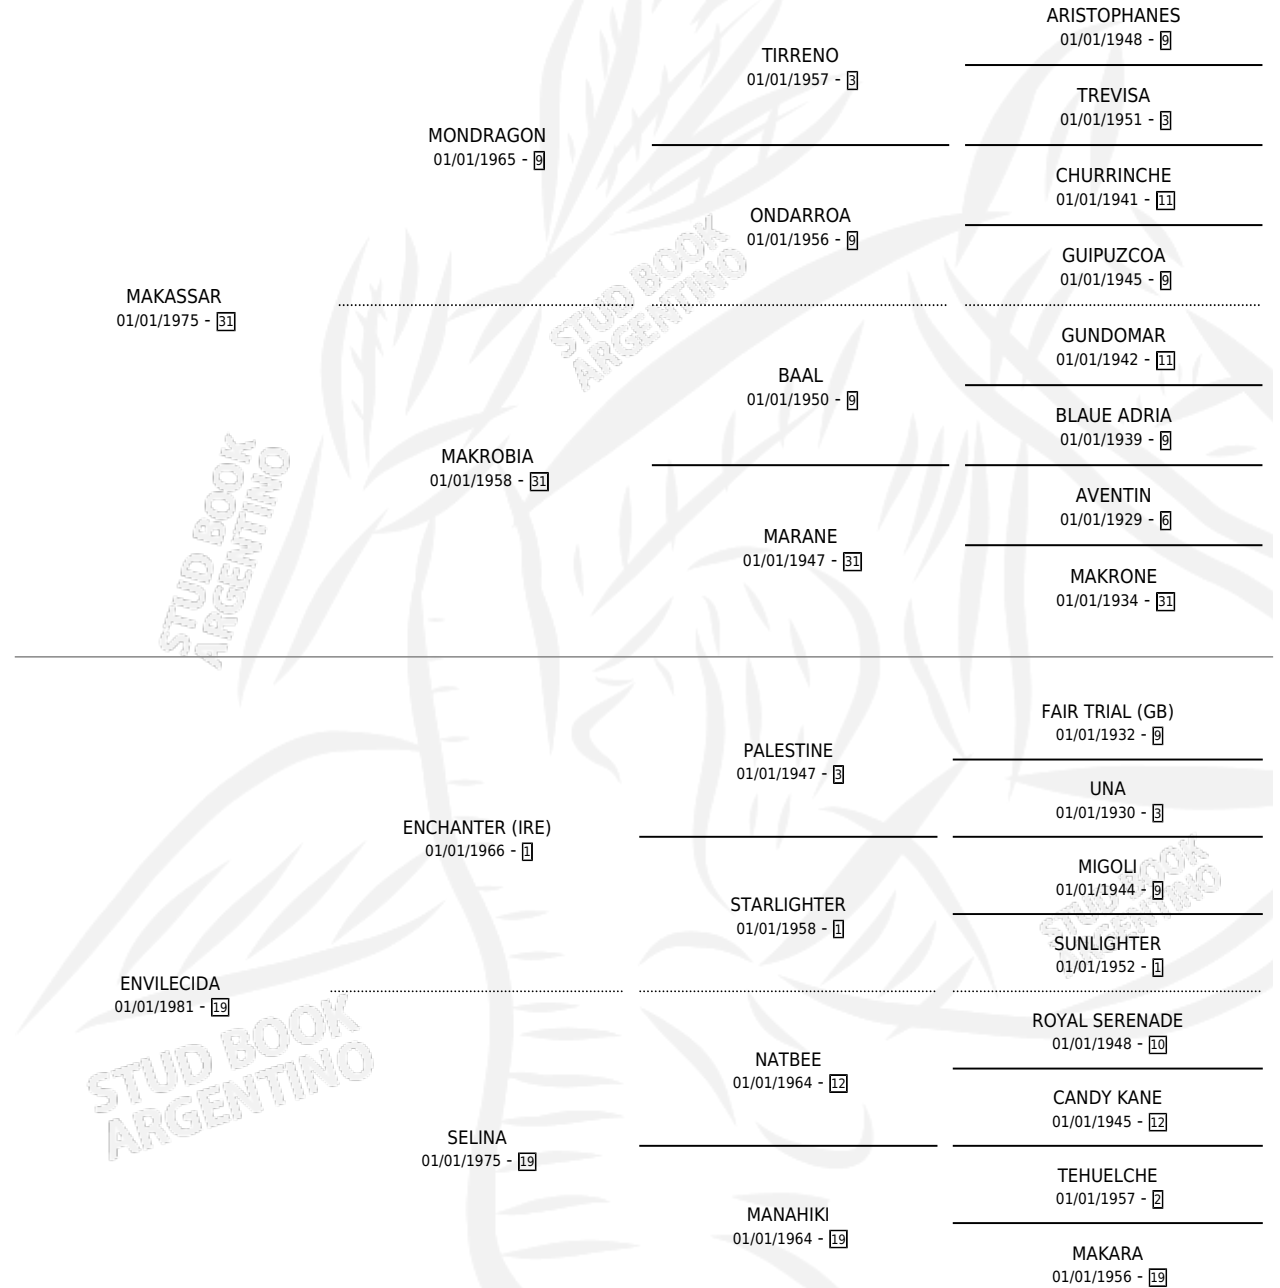 ARISTOPHANES
01/01/1948 - 9
TIRRENO
01/01/1957 - 3
TREVISA
01/01/1951 - 3
MONDRAGON
01/01/1965 - 9
CHURRINCHE
01/01/1941 - 11
ONDARROA
01/01/1956 - 9
GUIPUZCOA
01/01/1945 - 9
MAKASSAR
01/01/1975 - 31
GUNDOMAR
01/01/1942 - 11
BAAL
01/01/1950 - 9
BLAUE ADRIA
01/01/1939 - 9
MAKROBIA
01/01/1958 - 31
AVENTIN
01/01/1929 - 6
MARANE
01/01/1947 - 31
MAKRONE
01/01/1934 - 31
FAIR TRIAL (GB)
01/01/1932 - 9
PALESTINE
01/01/1947 - 3
UNA
01/01/1930 - 3
ENCHANTER (IRE)
01/01/1966 - 1
MIGOLI
01/01/1944 - 9
STARLIGHTER
01/01/1958 - 1
SUNLIGHTER
01/01/1952 - 1
ENVILECIDA
01/01/1981 - 19
ROYAL SERENADE
01/01/1948 - 10
NATBEE
01/01/1964 - 12
CANDY KANE
01/01/1945 - 12
SELINA
01/01/1975 - 19
TEHUELCHE
01/01/1957 - 2
MANAHIKI
01/01/1964 - 19
MAKARA
01/01/1956 - 19
STUD BOOK
ARGENTINO
STUD BOOK
ARGENTINO
STUD BOOK
ARGENTINO
STUD BOOK
ARGENTINO